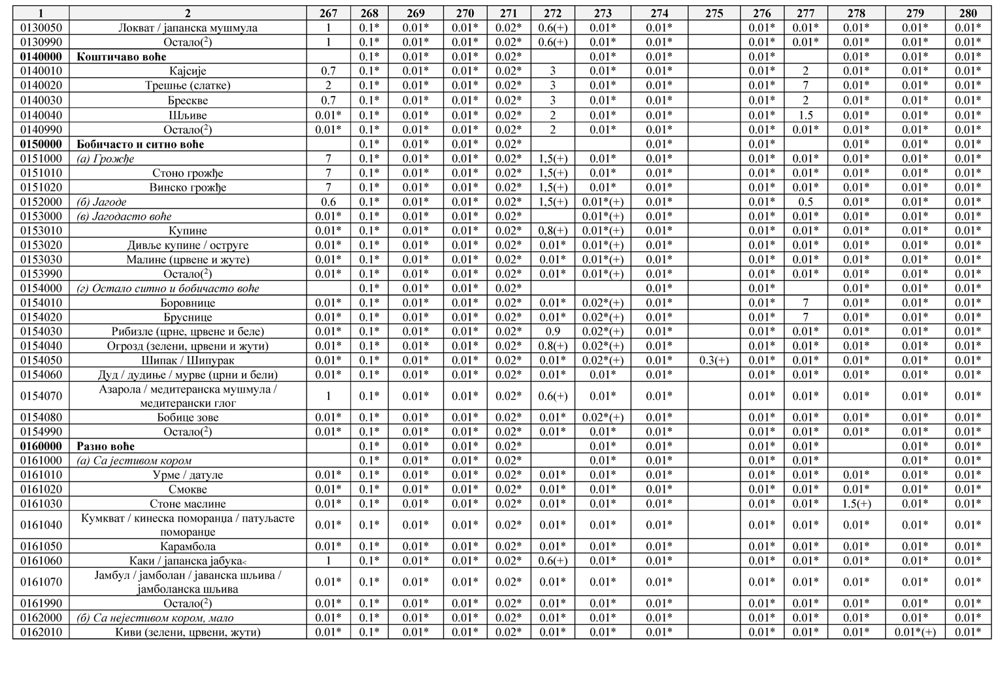 1 2 267 268 269 270 271 272 273 274 275 276 277 278 279 280
0130050 Локват / јапанска мушмула 1 0.1* 0.01* 0.01* 0.02* 0.6(+) 0.01* 0.01* 0.01* 0.01* 0.01* 0.01* 0.01*
0130990 Остало(2) 1 0.1* 0.01* 0.01* 0.02* 0.6(+) 0.01* 0.01* 0.01* 0.01* 0.01* 0.01* 0.01*
0140000 Коштичаво воће 0.1* 0.01* 0.01* 0.02* 0.01* 0.01* 0.01* 0.01* 0.01* 0.01*
0140010 Кајсије 0.7 0.1* 0.01* 0.01* 0.02* 3 0.01* 0.01* 0.01* 2 0.01* 0.01* 0.01*
0140020 Трешње (слатке) 2 0.1* 0.01* 0.01* 0.02* 3 0.01* 0.01* 0.01* 7 0.01* 0.01* 0.01*
0140030 Брескве 0.7 0.1* 0.01* 0.01* 0.02* 3 0.01* 0.01* 0.01* 2 0.01* 0.01* 0.01*
0140040 Шљиве 0.01* 0.1* 0.01* 0.01* 0.02* 2 0.01* 0.01* 0.01* 1.5 0.01* 0.01* 0.01*
0140990 Остало(2) 0.01* 0.1* 0.01* 0.01* 0.02* 2 0.01* 0.01* 0.01* 0.01* 0.01* 0.01* 0.01*
0150000 Бобичасто и ситно воће 0.1* 0.01* 0.01* 0.02* 0.01* 0.01* 0.01* 0.01* 0.01*
0151000 (а) Грожђе 7 0.1* 0.01* 0.01* 0.02* 1,5(+) 0.01* 0.01* 0.01* 0.01* 0.01* 0.01* 0.01*
0151010 Стоно грожђе 7 0.1* 0.01* 0.01* 0.02* 1,5(+) 0.01* 0.01* 0.01* 0.01* 0.01* 0.01* 0.01*
0151020 Винско грожђе 7 0.1* 0.01* 0.01* 0.02* 1,5(+) 0.01* 0.01* 0.01* 0.01* 0.01* 0.01* 0.01*
0152000 (б) Јагоде 0.6 0.1* 0.01* 0.01* 0.02* 1,5(+) 0.01*(+) 0.01* 0.01* 0.5 0.01* 0.01* 0.01*
0153000 (в) Јагодасто воће 0.01* 0.1* 0.01* 0.01* 0.02* 0.01*(+) 0.01* 0.01* 0.01* 0.01* 0.01* 0.01*
0153010 Купине 0.01* 0.1* 0.01* 0.01* 0.02* 0,8(+) 0.01*(+) 0.01* 0.01* 0.01* 0.01* 0.01* 0.01*
0153020 Дивље купине / оструге 0.01* 0.1* 0.01* 0.01* 0.02* 0.01* 0.01*(+) 0.01* 0.01* 0.01* 0.01* 0.01* 0.01*
0153030 Малине (црвене и жуте) 0.01* 0.1* 0.01* 0.01* 0.02* 0.01* 0.01*(+) 0.01* 0.01* 0.01* 0.01* 0.01* 0.01*
0153990 Остало(2) 0.01* 0.1* 0.01* 0.01* 0.02* 0.01* 0.01*(+) 0.01* 0.01* 0.01* 0.01* 0.01* 0.01*
0154000 (г) Остало ситно и бобичасто воће 0.1* 0.01* 0.01* 0.02* 0.01* 0.01* 0.01* 0.01* 0.01*
0154010 Боровнице 0.01* 0.1* 0.01* 0.01* 0.02* 0.01* 0.02*(+) 0.01* 0.01* 7 0.01* 0.01* 0.01*
0154020 Бруснице 0.01* 0.1* 0.01* 0.01* 0.02* 0.01* 0.02*(+) 0.01* 0.01* 7 0.01* 0.01* 0.01*
0154030 Рибизле (црне, црвене и беле) 0.01* 0.1* 0.01* 0.01* 0.02* 0.9 0.02*(+) 0.01* 0.01* 0.01* 0.01* 0.01* 0.01*
0154040 Огрозд (зелени, црвени и жути) 0.01* 0.1* 0.01* 0.01* 0.02* 0.8(+) 0.02*(+) 0.01* 0.01* 0.01* 0.01* 0.01* 0.01*
0154050 Шипак / Шипурак 0.01* 0.1* 0.01* 0.01* 0.02* 0.01* 0.02*(+) 0.01* 0.3(+) 0.01* 0.01* 0.01* 0.01* 0.01*
0154060 Дуд / дудиње / мурве (црни и бели) 0.01* 0.1* 0.01* 0.01* 0.02* 0.01* 0.01* 0.01* 0.01* 0.01* 0.01* 0.01* 0.01*
Азарола / медитеранска мушмула /
0154070 медитерански глог 1 0.1* 0.01* 0.01* 0.02* 0.6(+) 0.01* 0.01* 0.01* 0.01* 0.01* 0.01* 0.01*
0154080 Бобице зове 0.01* 0.1* 0.01* 0.01* 0.02* 0.01* 0.02*(+) 0.01* 0.01* 0.01* 0.01* 0.01* 0.01*
0154990 Остало(2) 0.01* 0.1* 0.01* 0.01* 0.02* 0.01* 0.01* 0.01* 0.01* 0.01* 0.01* 0.01* 0.01*
0160000 Разно воће 0.1* 0.01* 0.01* 0.02* 0.01* 0.01* 0.01* 0.01* 0.01* 0.01*
0161000 (а) Са јестивом кором 0.1* 0.01* 0.01* 0.02* 0.01* 0.01* 0.01* 0.01* 0.01* 0.01*
0161010 Урме / датуле 0.01* 0.1* 0.01* 0.01* 0.02* 0.01* 0.01* 0.01* 0.01* 0.01* 0.01* 0.01* 0.01*
0161020 Смокве 0.01* 0.1* 0.01* 0.01* 0.02* 0.01* 0.01* 0.01* 0.01* 0.01* 0.01* 0.01* 0.01*
0161030 Стоне маслине 0.01* 0.1* 0.01* 0.01* 0.02* 0.01* 0.01* 0.01* 0.01* 0.01* 1.5(+) 0.01* 0.01*
Кумкват / кинеска поморанџа / патуљасте
0161040 поморанџе 0.01* 0.1* 0.01* 0.01* 0.02* 0.01* 0.01* 0.01* 0.01* 0.01* 0.01* 0.01* 0.01*
0161050 Карамбола 0.01* 0.1* 0.01* 0.01* 0.02* 0.01* 0.01* 0.01* 0.01* 0.01* 0.01* 0.01* 0.01*
0161060 Каки / јапанска јабука< 1 0.1* 0.01* 0.01* 0.02* 0.6(+) 0.01* 0.01* 0.01* 0.01* 0.01* 0.01* 0.01*
Јамбул / јамболан / јаванска шљива /
0161070 јамболанска шљива 0.01* 0.1* 0.01* 0.01* 0.02* 0.01* 0.01* 0.01* 0.01* 0.01* 0.01* 0.01* 0.01*
0161990 Остало(2) 0.01* 0.1* 0.01* 0.01* 0.02* 0.01* 0.01* 0.01* 0.01* 0.01* 0.01* 0.01* 0.01*
0162000 (б) Са нејестивом кором, мало 0.01* 0.1* 0.01* 0.01* 0.02* 0.01* 0.01* 0.01* 0.01* 0.01* 0.01* 0.01* 0.01*
0162010 Киви (зелени, црвени, жути) 0.01* 0.1* 0.01* 0.01* 0.02* 0.01* 0.01* 0.01* 0.01* 0.01* 0.01* 0.01*(+) 0.01*